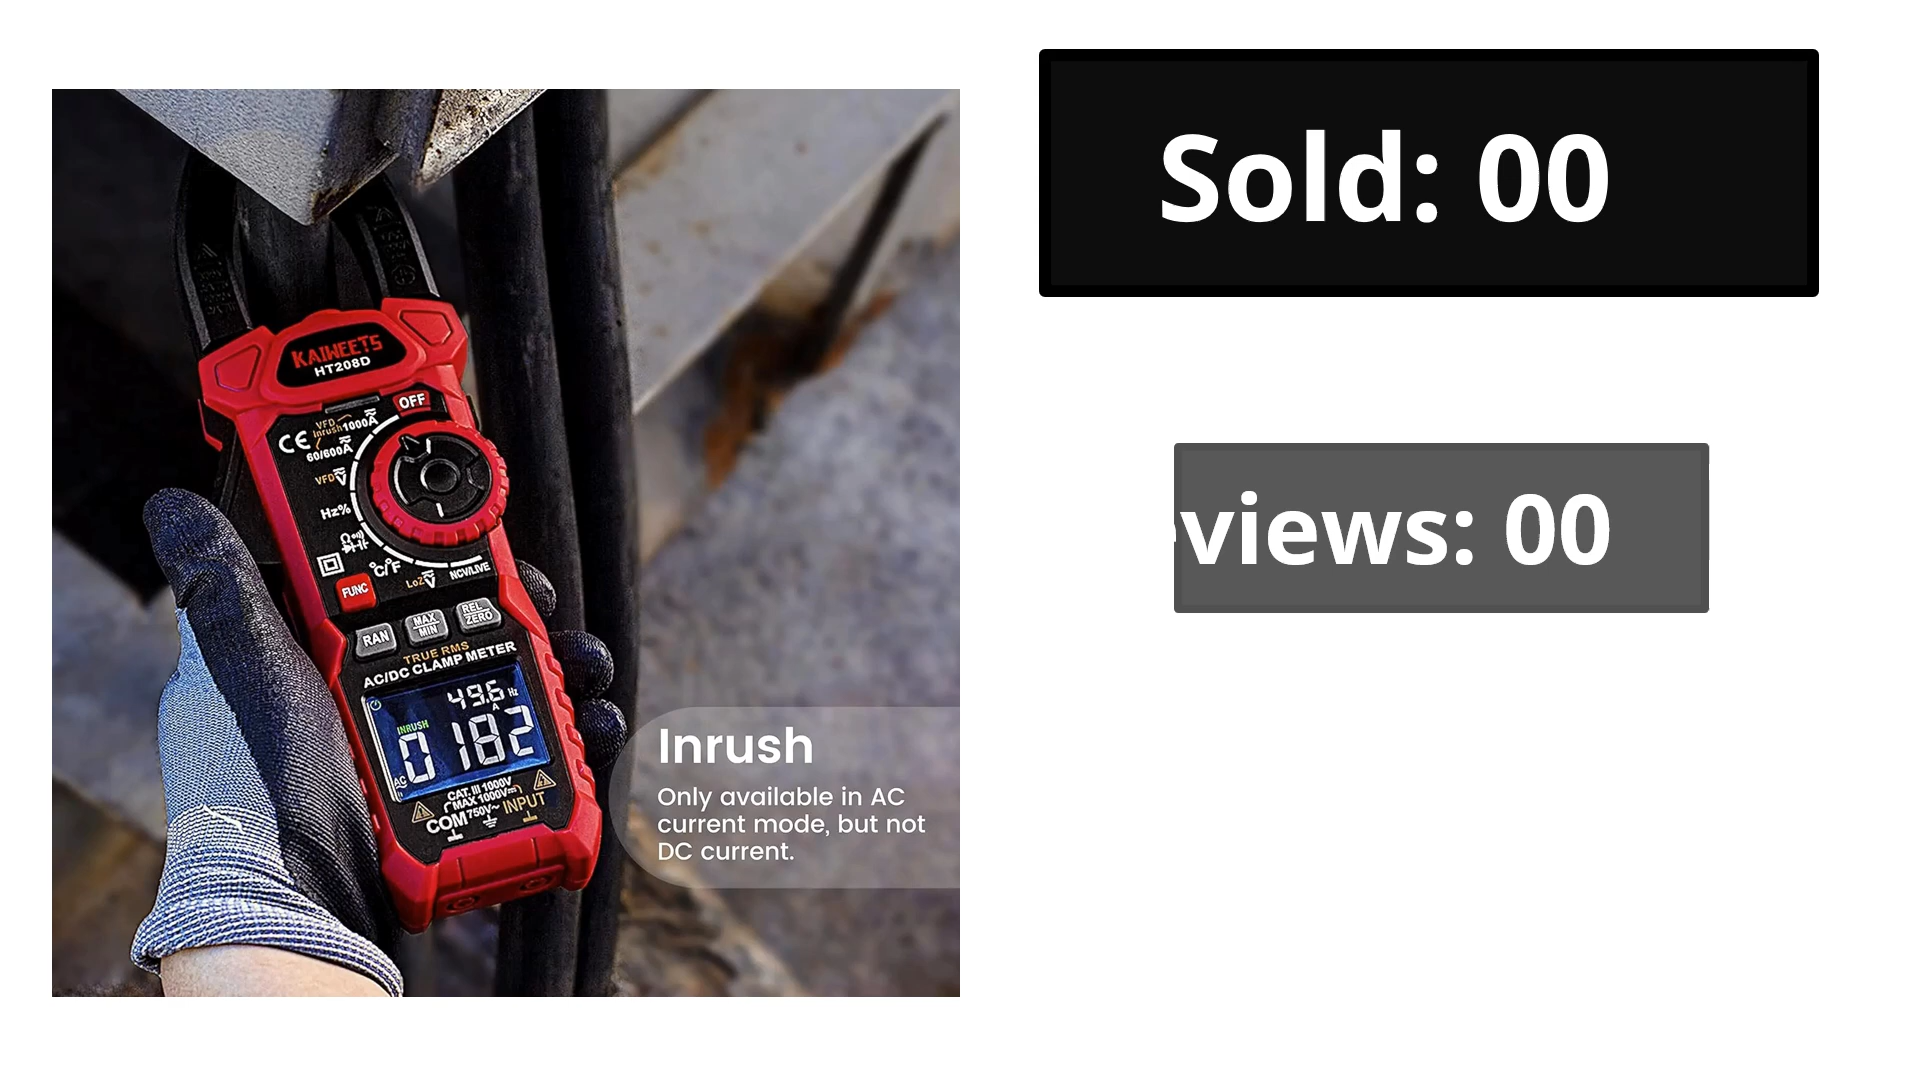 KAIWEETS
HT208D
OFF
VFD
Inrush 1000A
60/600A
VFD V
Hz%
°C/°F
LoZ V
NCV/LIVE
FUNC
RAN
MAX
MIN
REL
ZERO
TRUE RMS
AC/DC CLAMP METER
49.6 Hz
A
INRUSH
0182
AC
CAT. III 1000V
MAX 1000V
COM 750V~ INPUT
Inrush
Only available in AC
current mode, but not
DC current.
Sold: 00
views: 00